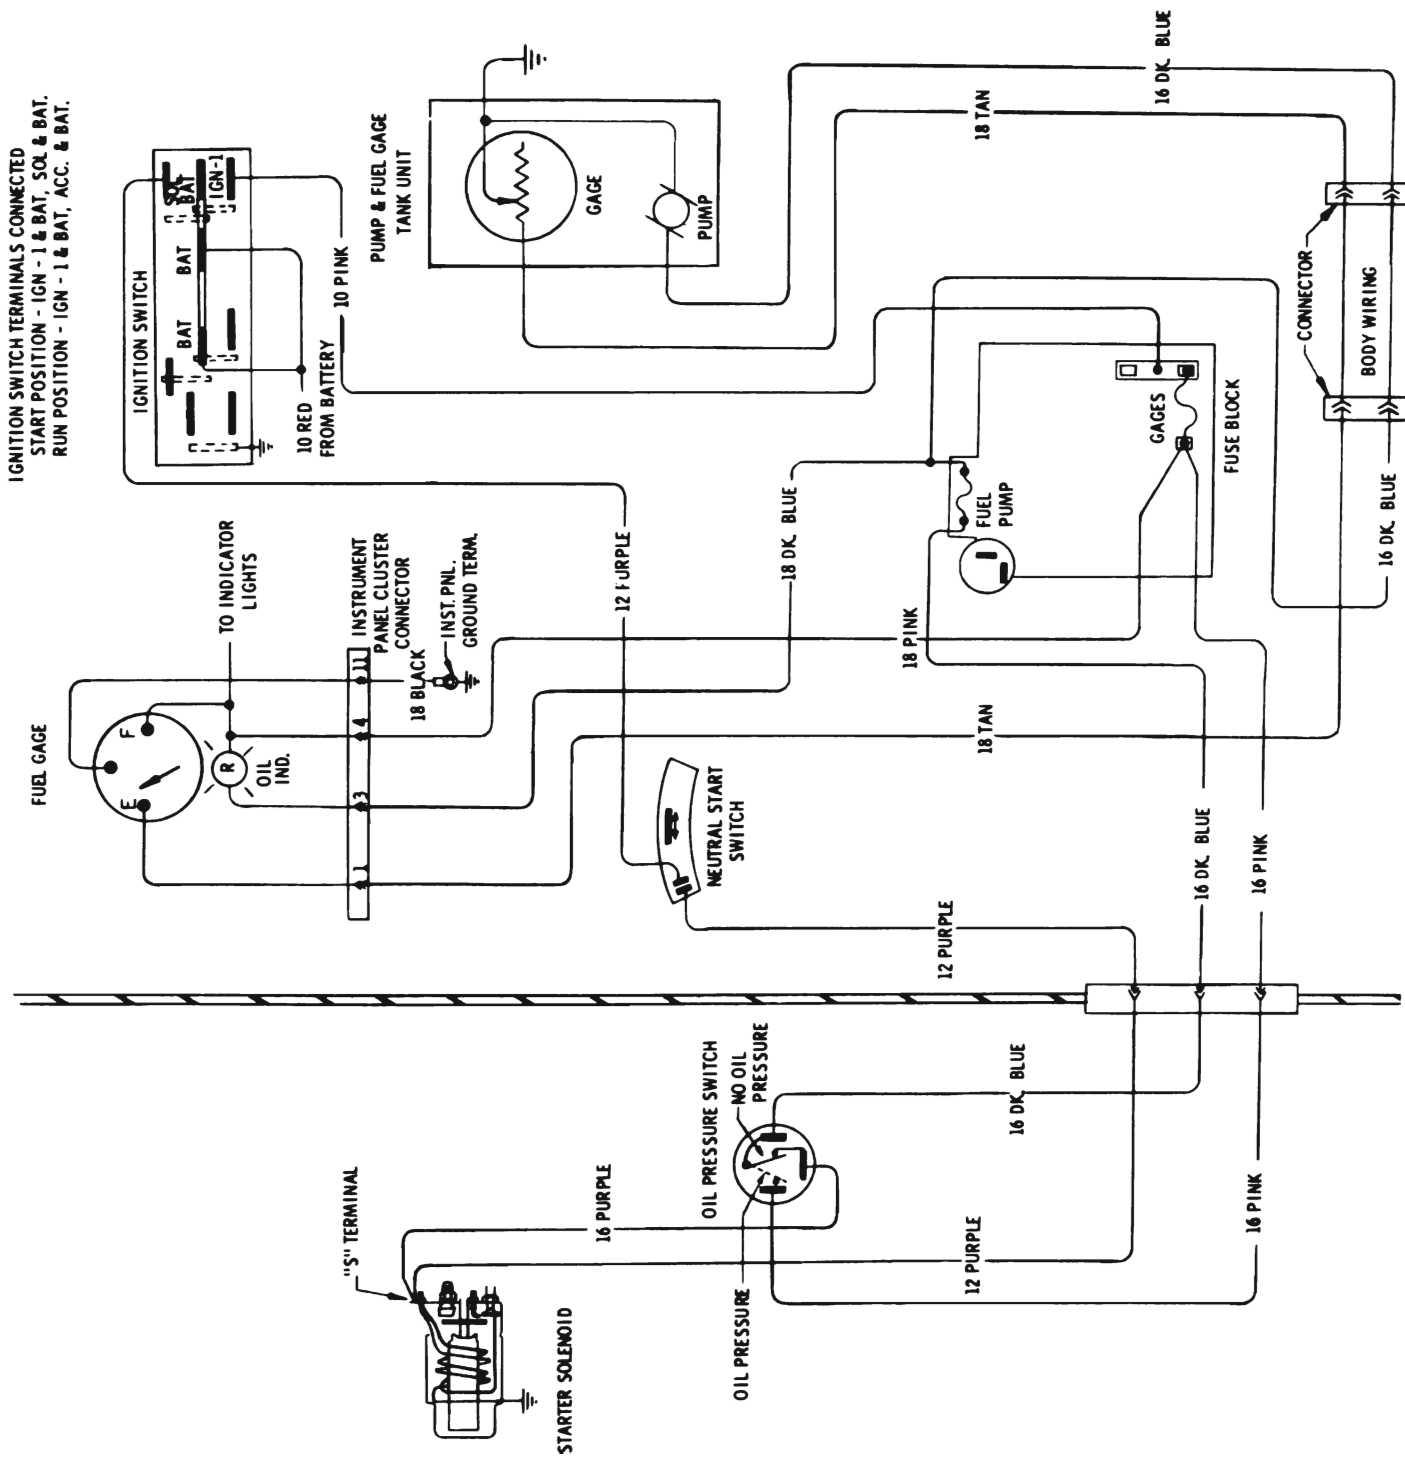 IGNITION SWITCH TERMINALS CONNECTED
START POSITION - IGN - 1 & BAT, SOL & BAT.
RUN POSITION - IGN - 1 & BAT, ACC. & BAT.
IGNITION SWITCH
SOL
BAT
IGN-1
BAT
BAT
10 RED
FROM BATTERY
10 PINK
PUMP & FUEL GAGE
TANK UNIT
GAGE
PUMP
18 TAN
16 DK. BLUE
CONNECTOR
BODY WIRING
FUEL GAGE
E
F
R
OIL
IND.
TO INDICATOR
LIGHTS
INSTRUMENT
PANEL CLUSTER
CONNECTOR
1
3
4
11
18 BLACK
INST. PNL.
GROUND TERM.
12 PURPLE
18 DK. BLUE
FUEL
PUMP
GAGES
FUSE BLOCK
16 DK. BLUE
18 PINK
18 TAN
NEUTRAL START
SWITCH
12 PURPLE
16 DK. BLUE
16 PINK
"S" TERMINAL
STARTER SOLENOID
16 PURPLE
OIL PRESSURE SWITCH
NO OIL
PRESSURE
OIL PRESSURE
12 PURPLE
16 DK. BLUE
16 PINK